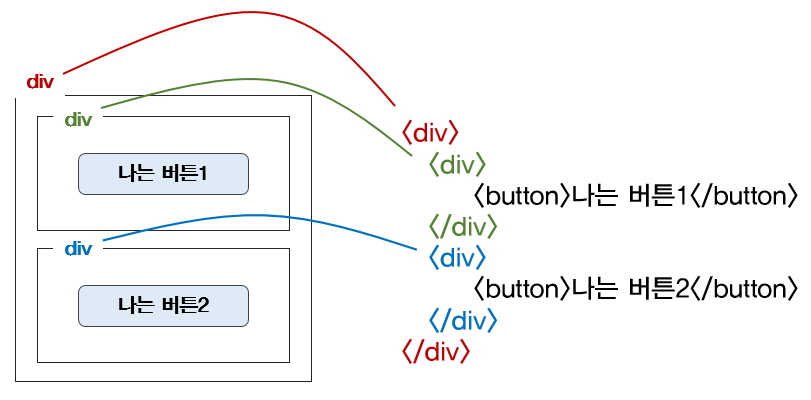 div
div
나는 버튼1
div
나는 버튼2
<div>
<div>
<button>나는 버튼1</button>
</div>
<div>
<button>나는 버튼2</button>
</div>
</div>